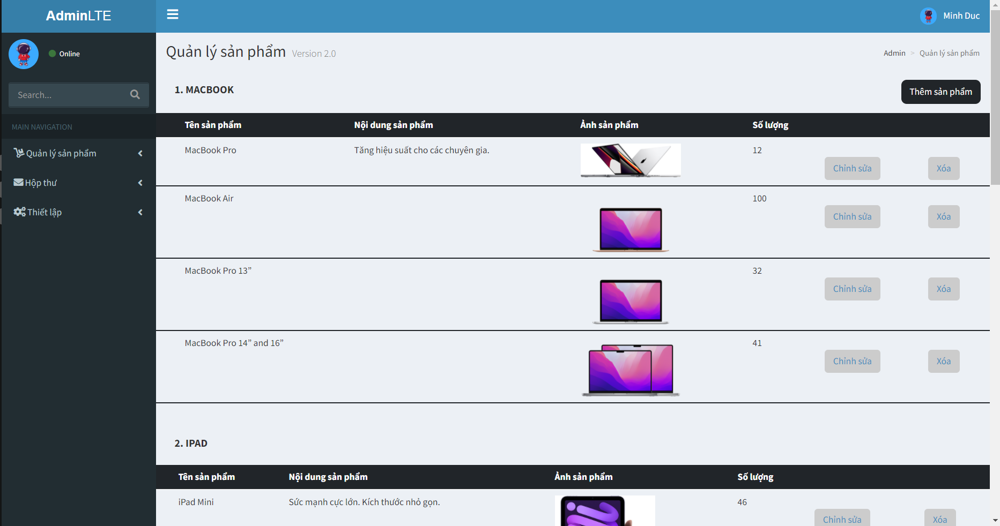 AdminLTE
Minh Duc
Online
Search...
MAIN NAVIGATION
Quản lý sản phẩm
Hộp thư
Thiết lập
Quản lý sản phẩm Version 2.0
Admin > Quản lý sản phẩm
1. MACBOOK
Thêm sản phẩm
Tên sản phẩm Nội dung sản phẩm Ảnh sản phẩm Số lượng
MacBook Pro Tăng hiệu suất cho các chuyên gia. 12 Chỉnh sửa Xóa
MacBook Air 100 Chỉnh sửa Xóa
MacBook Pro 13” 32 Chỉnh sửa Xóa
MacBook Pro 14” and 16” 41 Chỉnh sửa Xóa
2. IPAD
Tên sản phẩm Nội dung sản phẩm Ảnh sản phẩm Số lượng
iPad Mini Sức mạnh cực lớn. Kích thước nhỏ gọn. 46 Chỉnh sửa Xóa